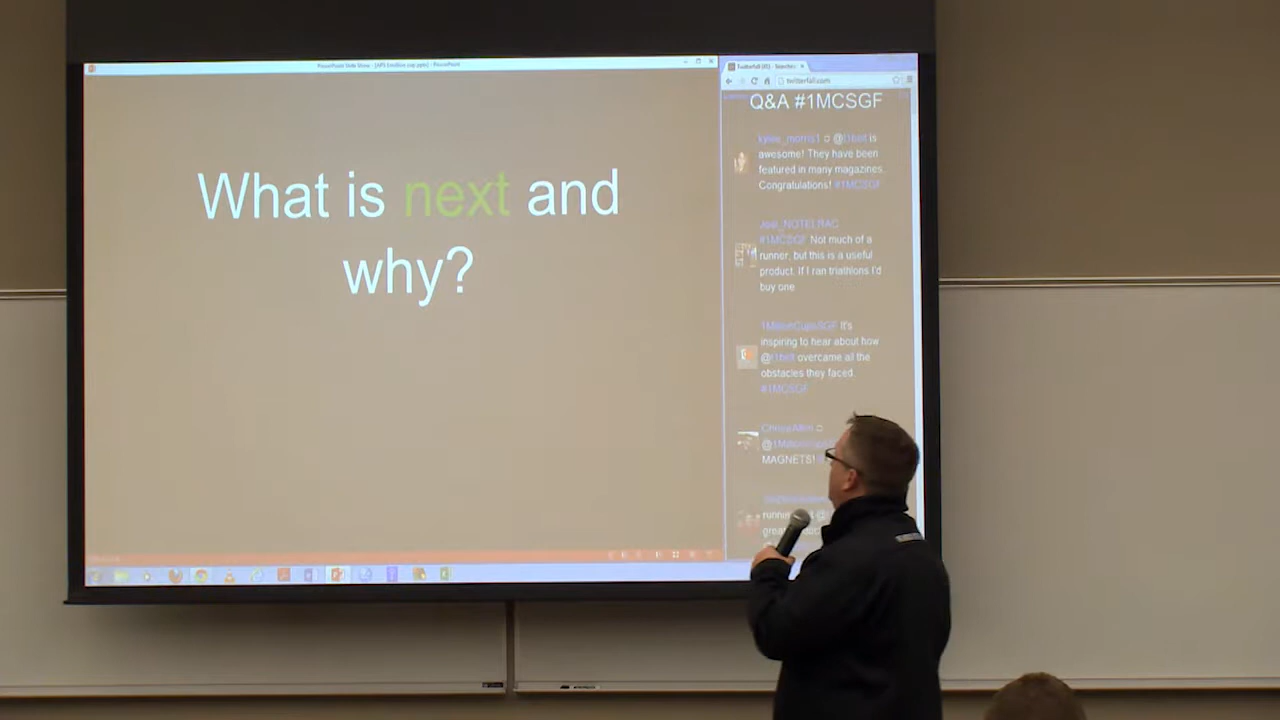 What is next and
why?
twitterfall.com
Q&A #1MCSGF
is
awesome! They have been
featured in many magazines.
Congratulations! #1MCSGF
#1MCSGF Not much of a
runner, but this is a useful
product. If I ran triathlons I'd
buy one
1MillionCupsSGF It's
inspiring to hear about how
overcame all the
obstacles they faced.
#1MCSGF
MAGNETS!